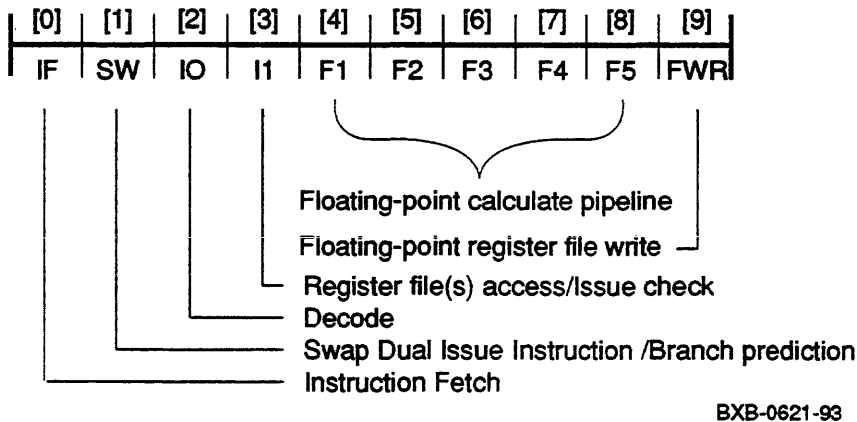 [0] [1] [2] [3] [4] [5] [6] [7] [8] [9]
IF SW IO I1 F1 F2 F3 F4 F5 FWR
Floating-point calculate pipeline
Floating-point register file write
Register file(s) access/Issue check
Decode
Swap Dual Issue Instruction /Branch prediction
Instruction Fetch
BXB-0621-93